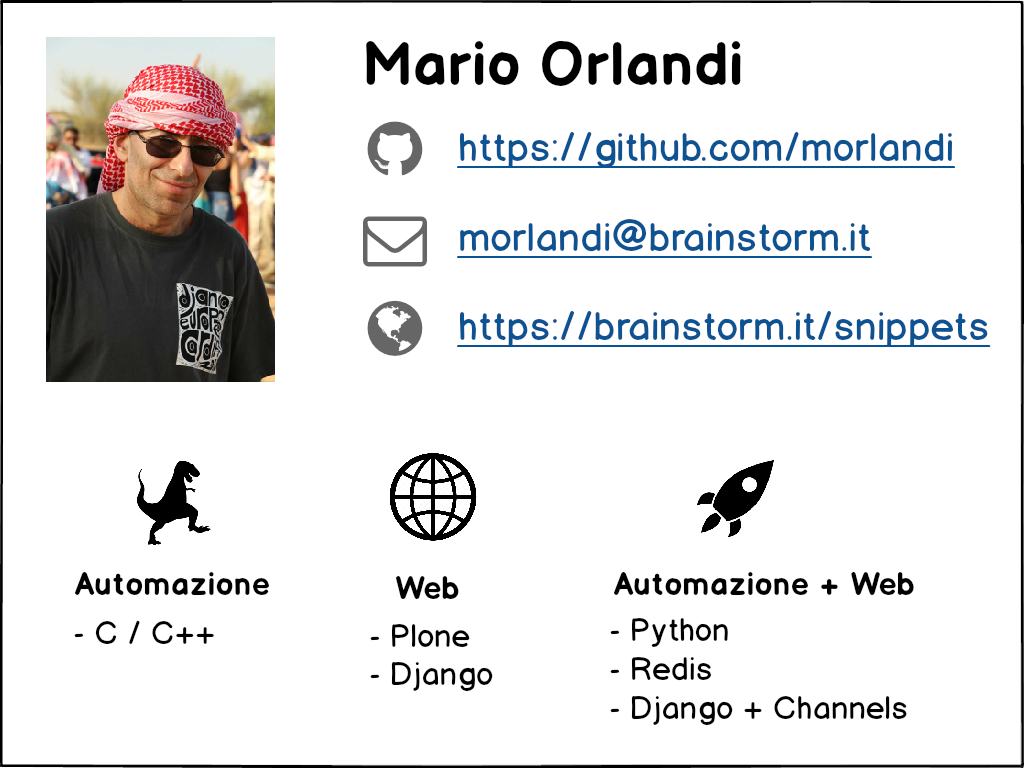 Mario Orlandi
https://github.com/morlandi
morlandi@brainstorm.it
https://brainstorm.it/snippets
django
europe
Automazione
- C / C++
Web
- Plone
- Django
Automazione + Web
- Python
- Redis
- Django + Channels